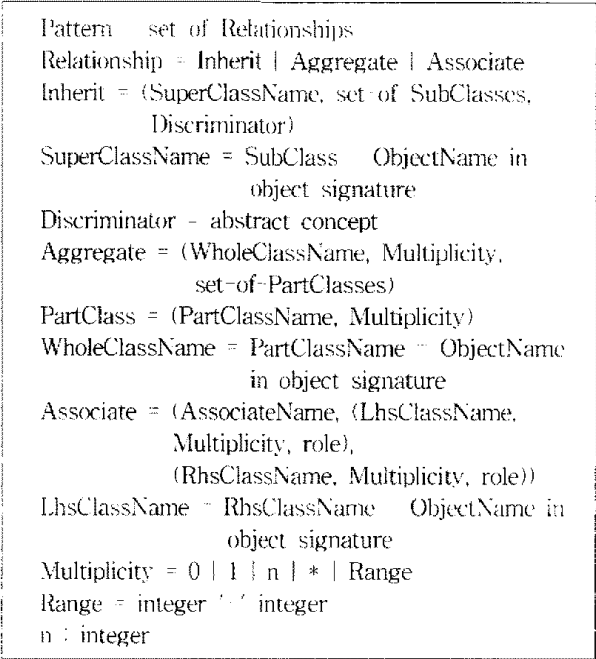 Pattern set of Relationships
Relationship = Inherit | Aggregate | Associate
Inherit = (SuperClassName, set-of SubClasses,
Discriminator)
SuperClassName = SubClass ObjectName in
object signature
Discriminator - abstract concept
Aggregate = (WholeClassName, Multiplicity,
set-of-PartClasses)
PartClass = (PartClassName, Multiplicity)
WholeClassName = PartClassName - ObjectName
in object signature
Associate = (AssociateName, (LhsClassName,
Multiplicity, role),
(RhsClassName, Multiplicity, role))
LhsClassName - RhsClassName ObjectName in
object signature
Multiplicity = 0 | 1 | n | * | Range
Range = integer '-' integer
n : integer